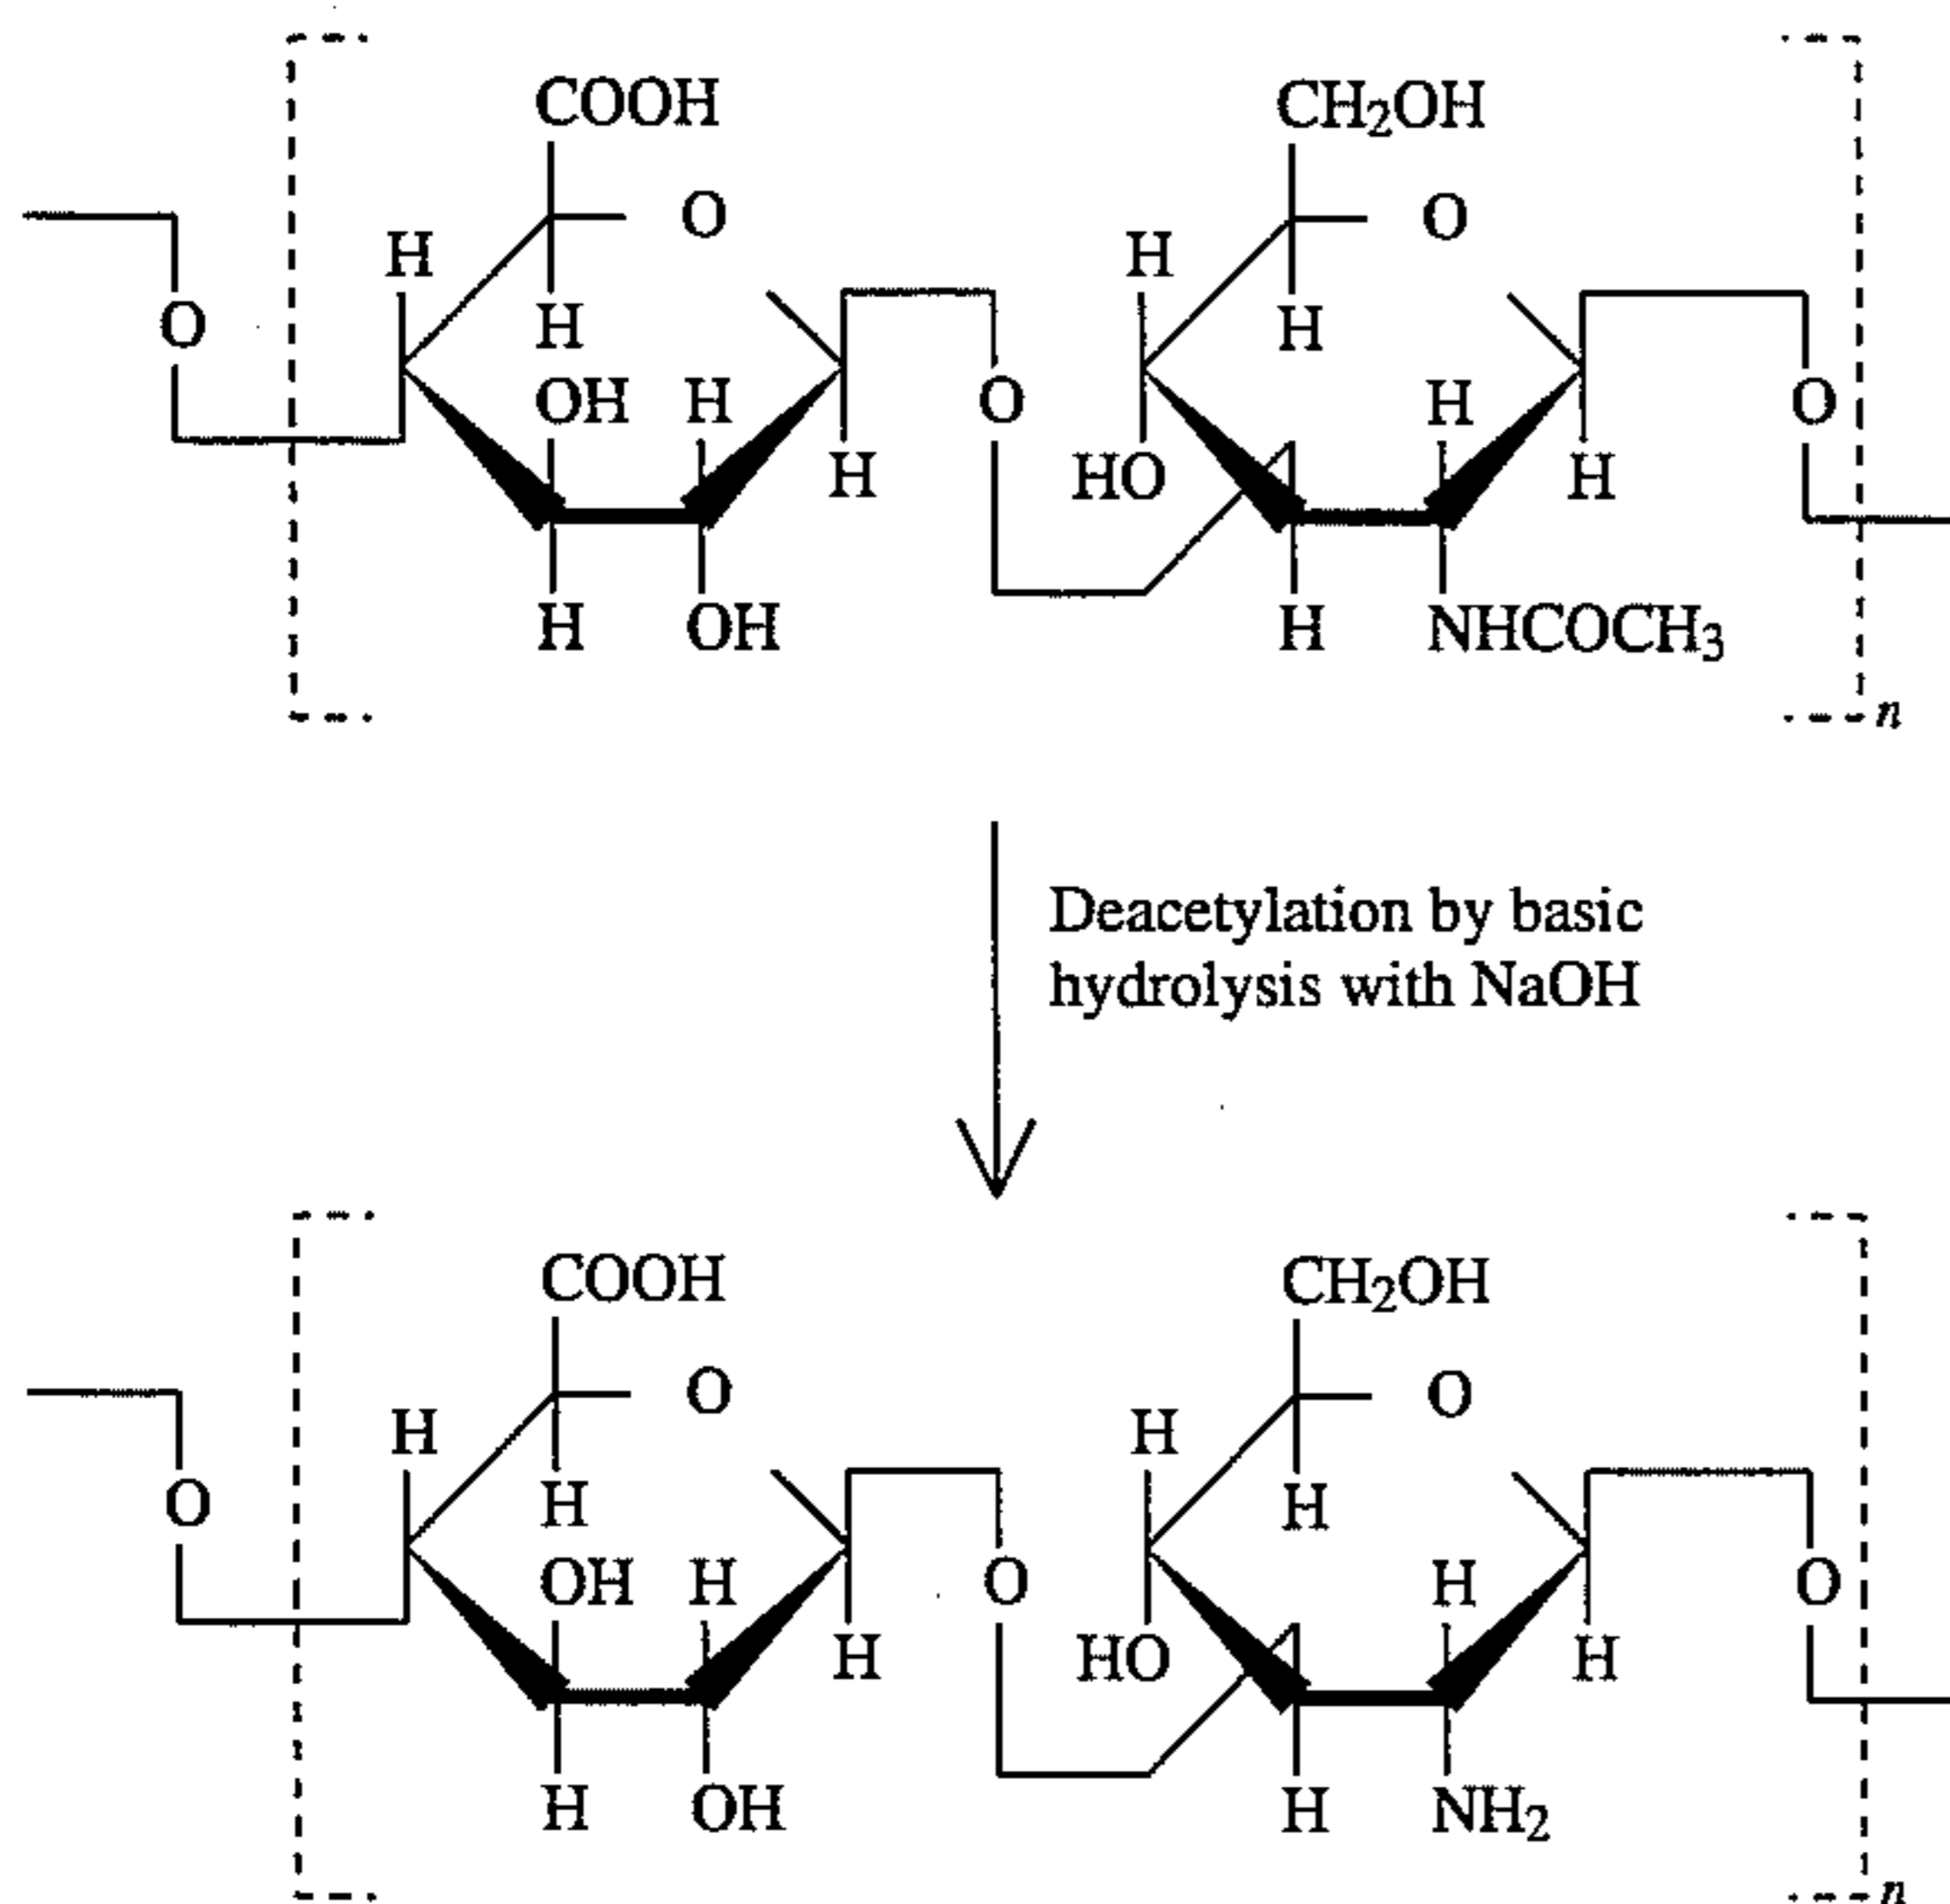 COOH CH2OH
O O
H H
O H H
OH H O H O
H HO H
H OH H NHCOCH3
n
Deacetylation by basic
hydrolysis with NaOH
COOH CH2OH
O O
H H
O H H
OH H O H O
H HO H
H OH H NH2
n